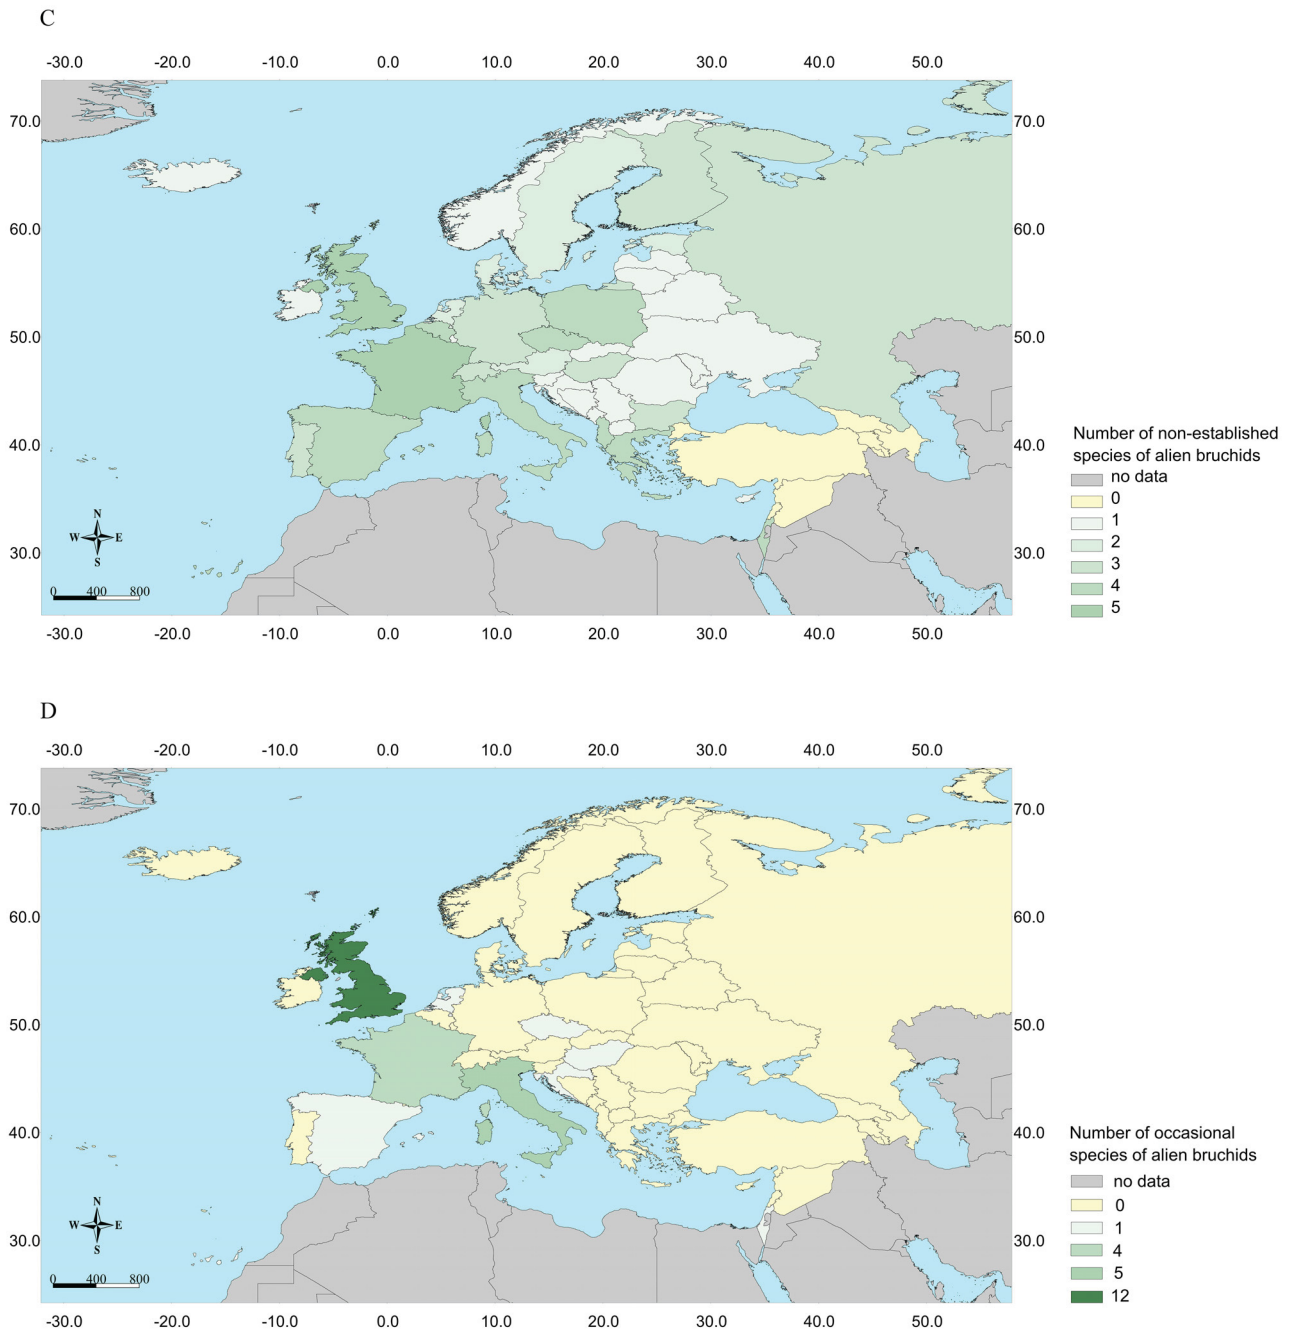 C
-30.0 -20.0 -10.0 0.0 10.0 20.0 30.0 40.0 50.0
70.0 70.0
60.0 60.0
50.0 50.0
40.0 40.0
30.0 30.0
N
W E
S
0 400 800
-30.0 -20.0 -10.0 0.0 10.0 20.0 30.0 40.0 50.0
Number of non-established
species of alien bruchids
no data
0
1
2
3
4
5
D
-30.0 -20.0 -10.0 0.0 10.0 20.0 30.0 40.0 50.0
70.0 70.0
60.0 60.0
50.0 50.0
40.0 40.0
30.0 30.0
N
W E
S
0 400 800
-30.0 -20.0 -10.0 0.0 10.0 20.0 30.0 40.0 50.0
Number of occasional
species of alien bruchids
no data
0
1
4
5
12